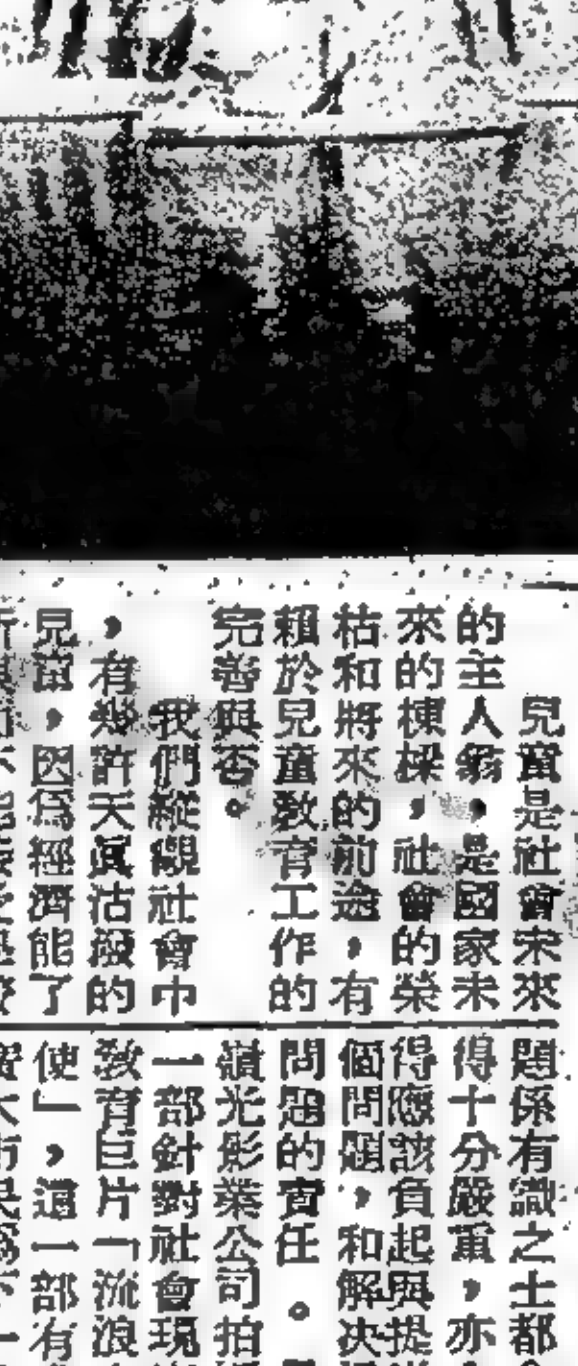 兒童是社會未來
的主人翁，是國家未
來的棟樑，社會的榮
枯和將來的前途，有
賴於兒童教育工作的
完善與否。
我們縱觀社會中
，有幾許天真活潑的
見童，因為經濟能了
題係有識之士都
得十分嚴重，亦
得應該負起與提
個問題，和解决
問題的責任。
嶺光影業公司拍
一部針對社會現
教育巨片「流浪
使」，這一部有